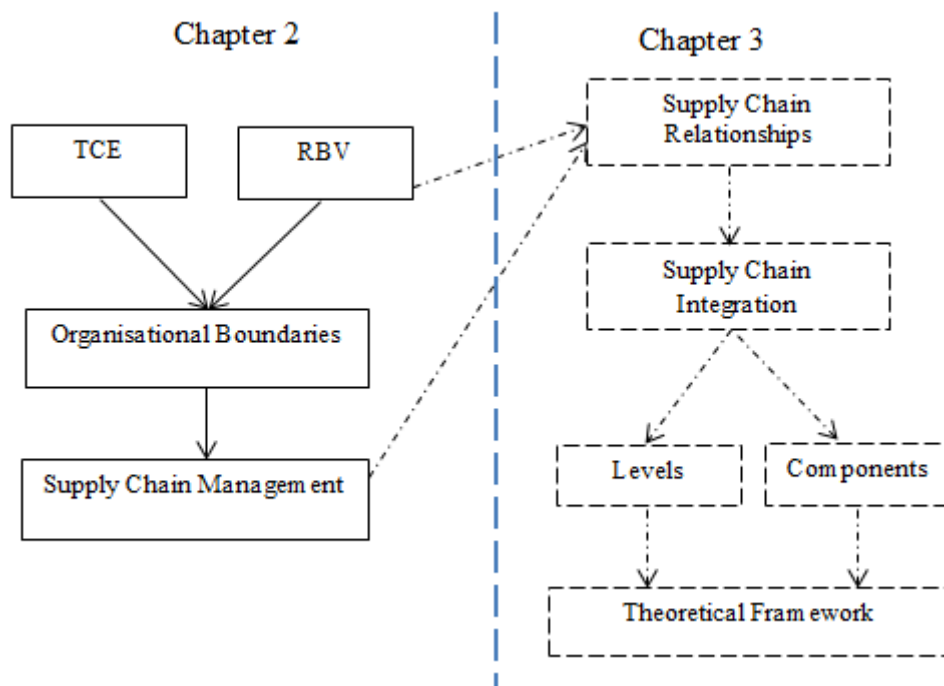 Chapter 2
TCE
RBV
Organisational Boundaries
Supply Chain Management
Chapter 3
Supply Chain
Relationships
Supply Chain
Integration
Levels
Components
Theoretical Framework